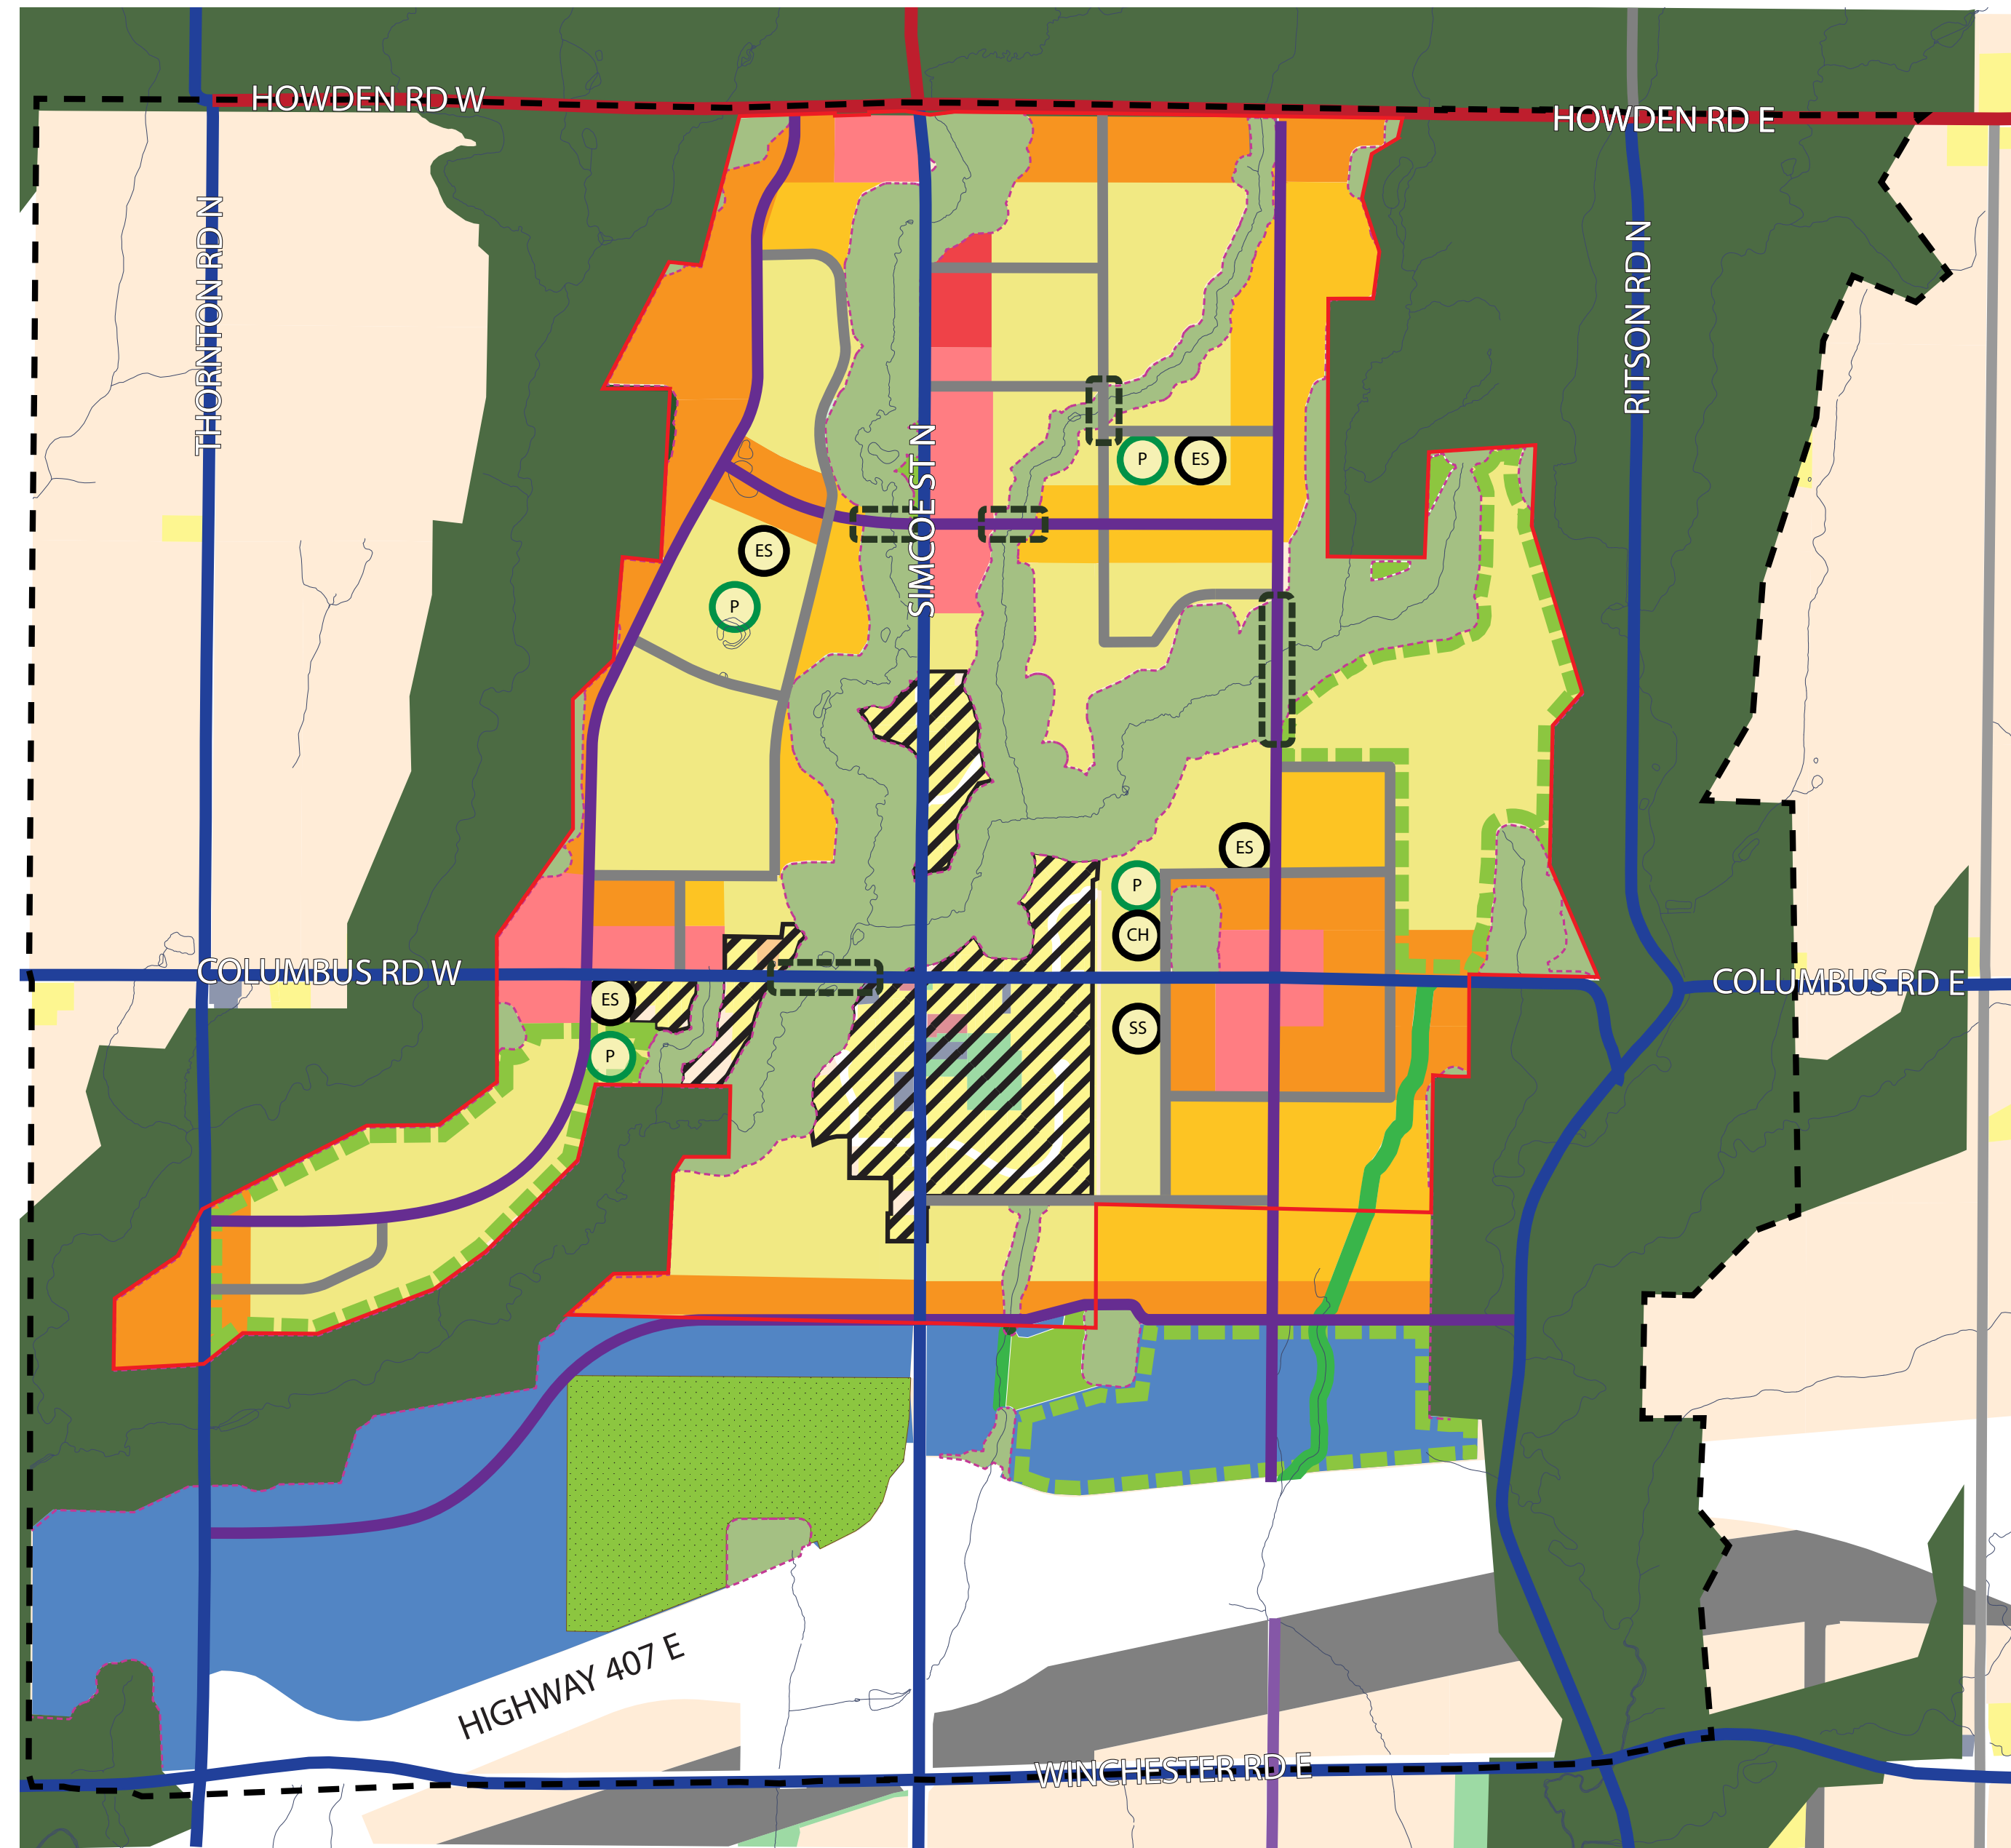 HOWDEN RD W
HOWDEN RD E
THORNTON RD N
RITSON RD N
SIMCOE ST N
P
ES
ES
P
ES
P
CH
COLUMBUS RD W
COLUMBUS RD E
ES
SS
P
HIGHWAY 407 E
WINCHESTER RD E